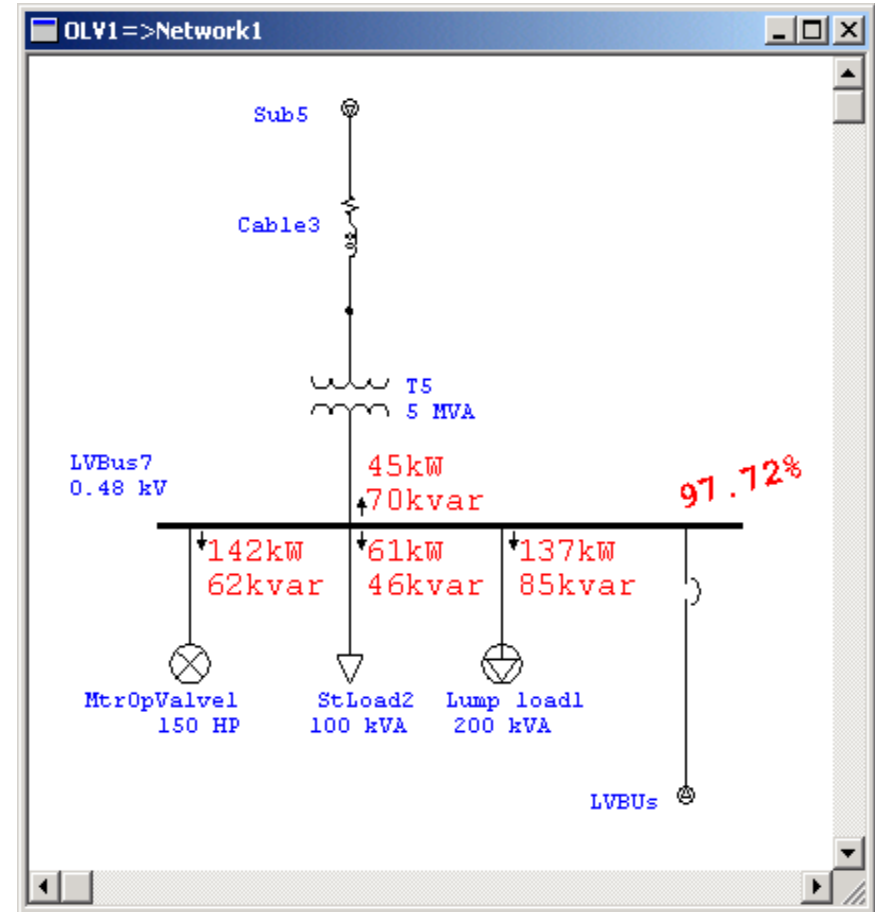 OLV1=>Network1
Sub5
Cable3
T5
5 MVA
LVBus7
0.48 kV
45kW
70kvar
97.72%
142kW
62kvar
61kW
46kvar
137kW
85kvar
MtrOpValve1
150 HP
StLoad2
100 kVA
Lump load1
200 kVA
LVBUs